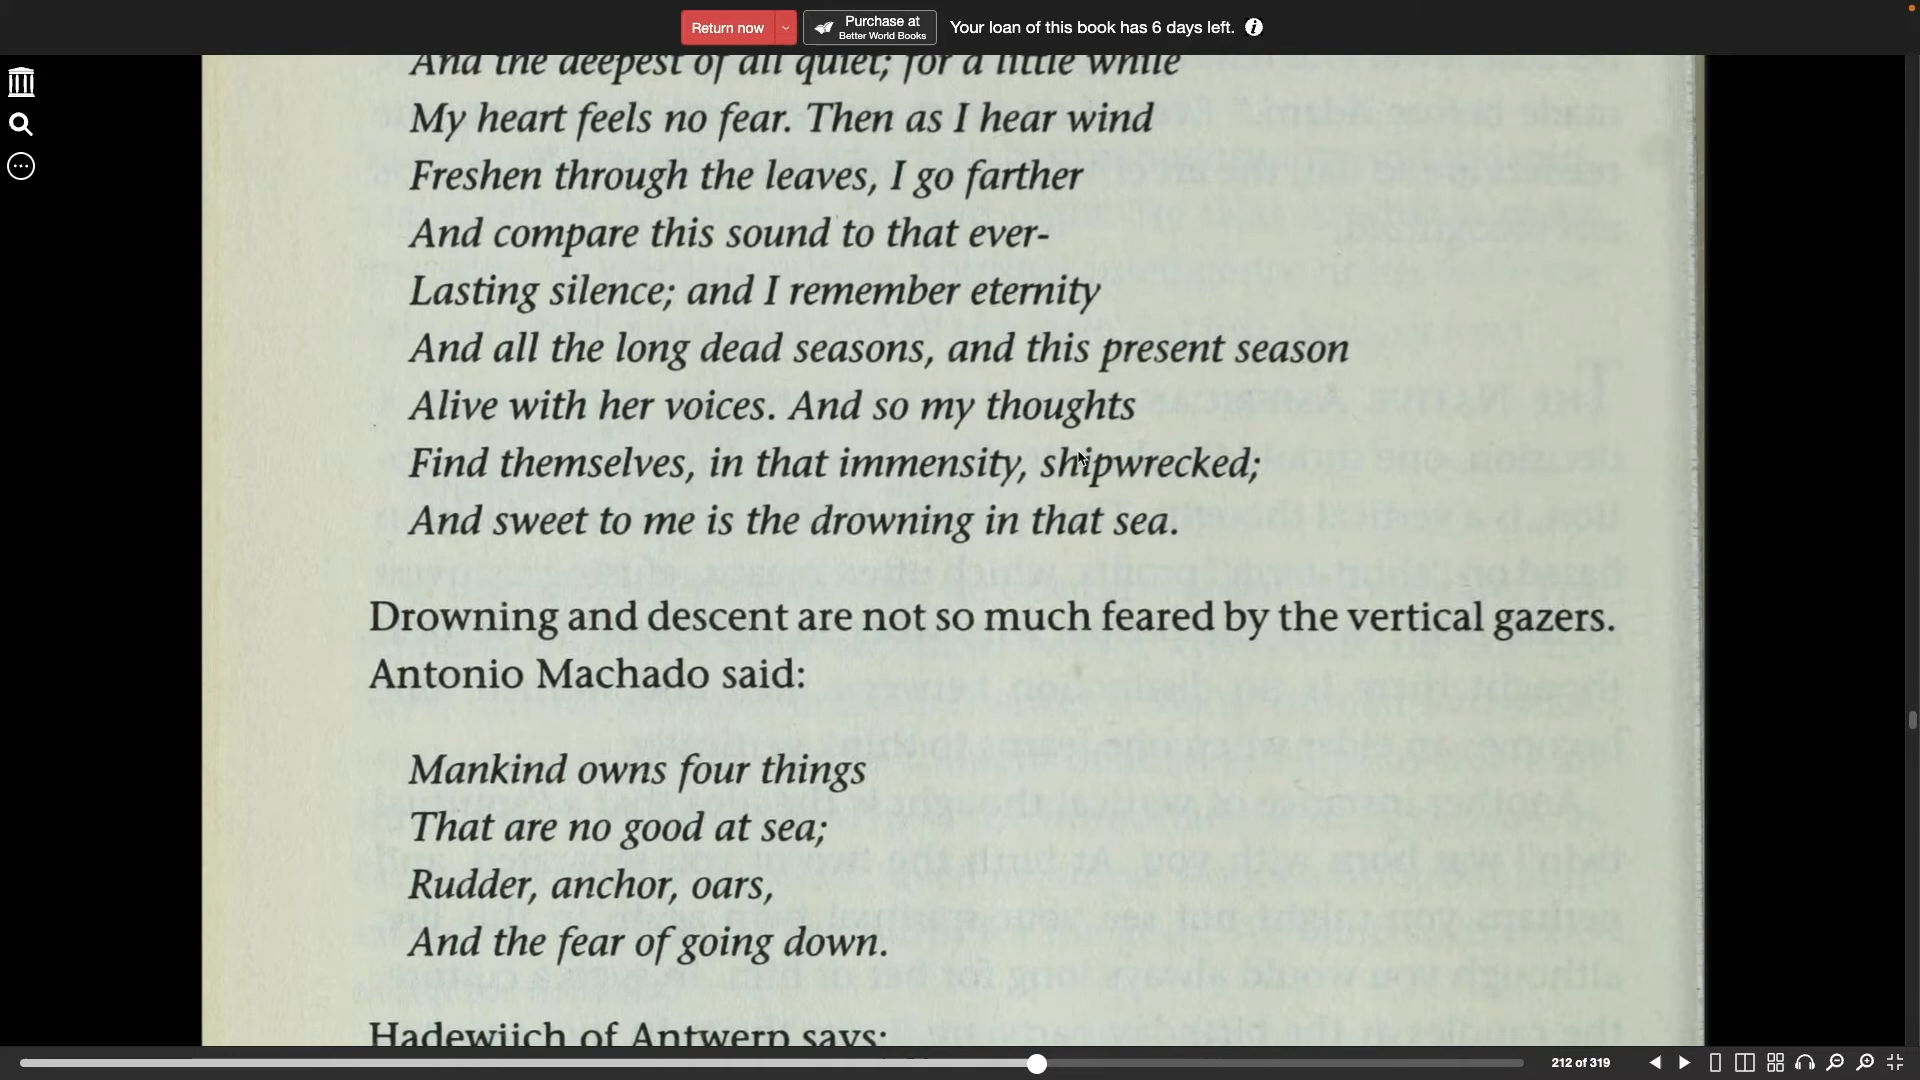 Return now
Purchase at
Better World Books
Your loan of this book has 6 days left.
And the deepest of all quiet; for a little while
My heart feels no fear. Then as I hear wind
Freshen through the leaves, I go farther
And compare this sound to that ever-
Lasting silence; and I remember eternity
And all the long dead seasons, and this present season
Alive with her voices. And so my thoughts
Find themselves, in that immensity, shipwrecked;
And sweet to me is the drowning in that sea.
Drowning and descent are not so much feared by the vertical gazers.
Antonio Machado said:
Mankind owns four things
That are no good at sea;
Rudder, anchor, oars,
And the fear of going down.
Hadewijch of Antwerp says:
212 of 319